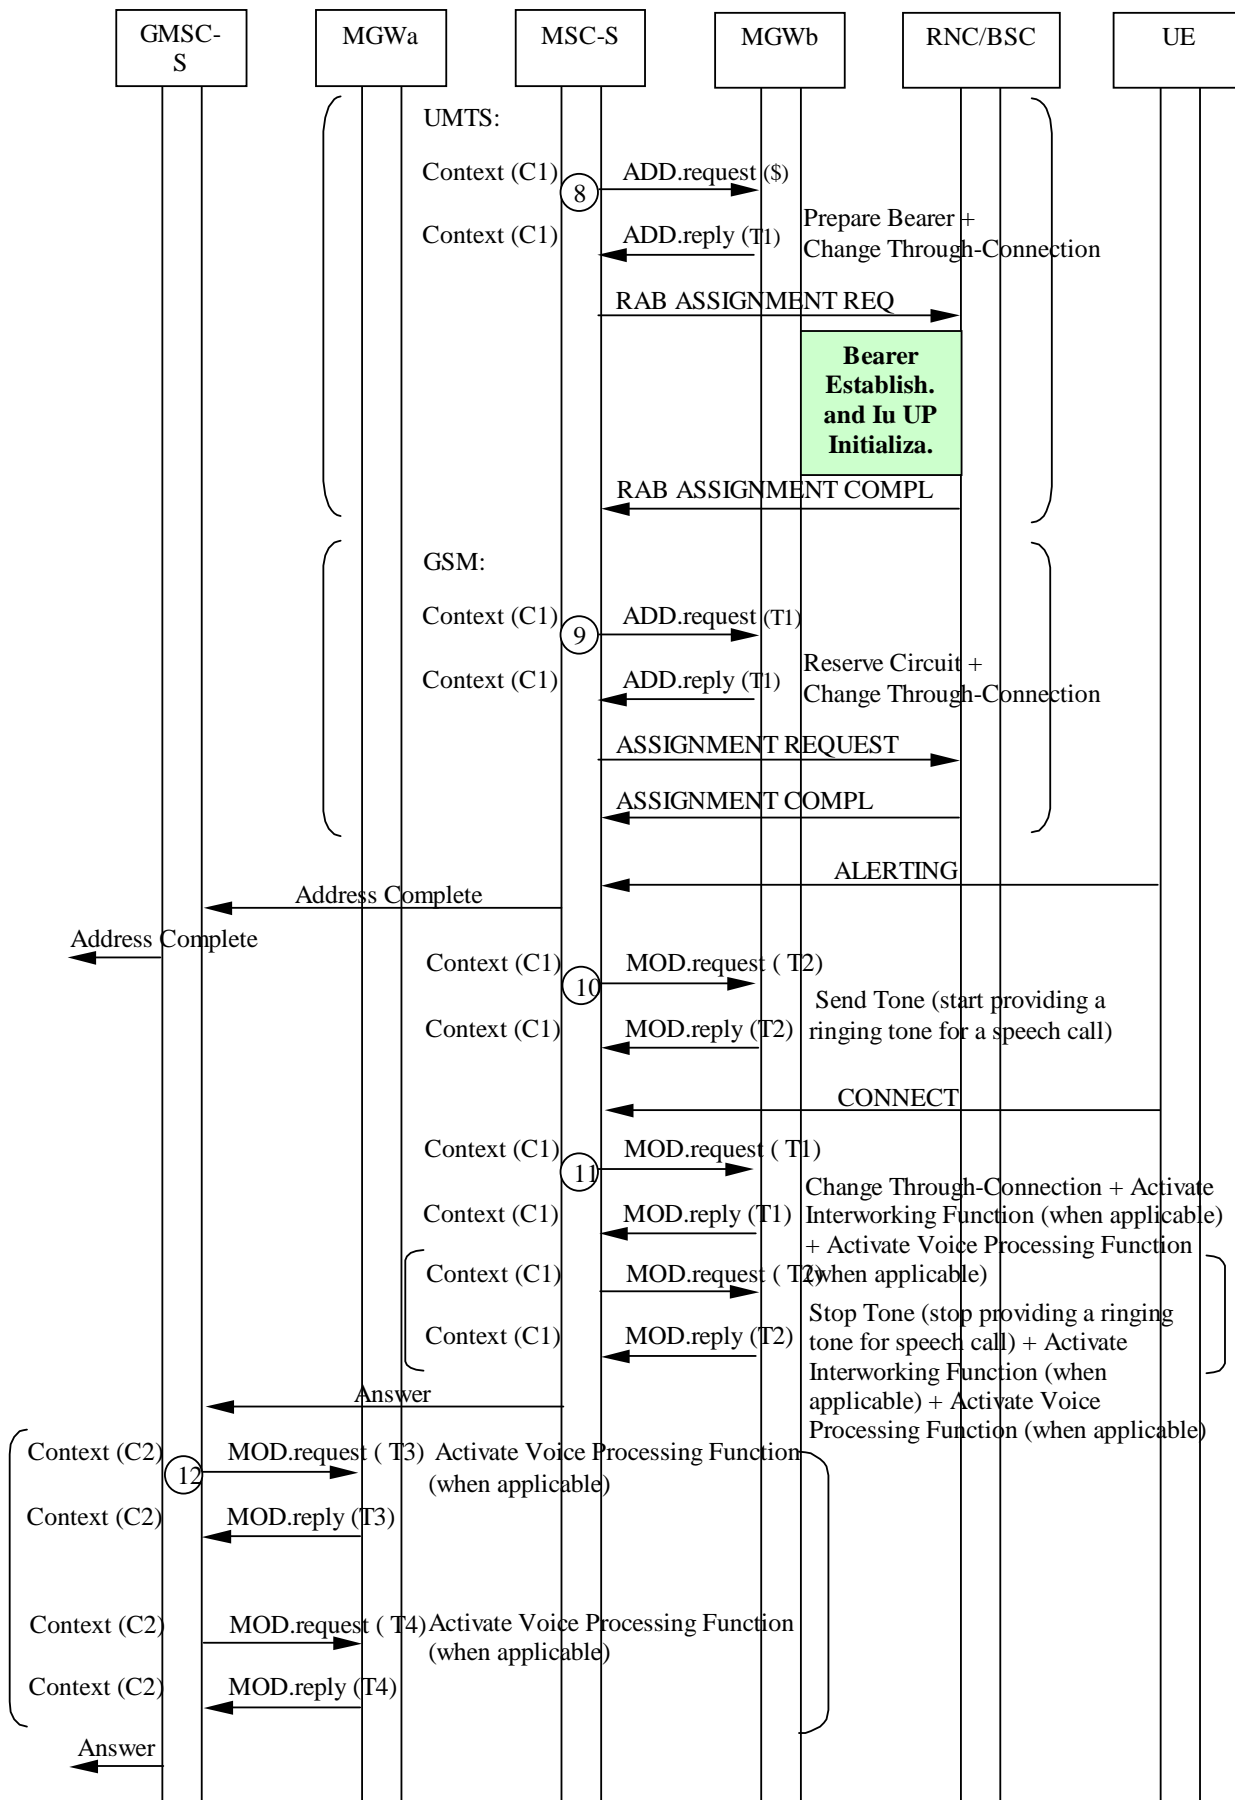 GMSC-
S
MGWa
MSC-S
MGWb
RNC/BSC
UE
UMTS:
Context (C1)
8
ADD.request ($)
Context (C1)
ADD.reply (T1)
Prepare Bearer +
Change Through-Connection
RAB ASSIGNMENT REQ
Bearer
Establish.
and Iu UP
Initializa.
RAB ASSIGNMENT COMPL
GSM:
Context (C1)
9
ADD.request (T1)
Context (C1)
ADD.reply (T1)
Reserve Circuit +
Change Through-Connection
ASSIGNMENT REQUEST
ASSIGNMENT COMPL
ALERTING
Address Complete
Address Complete
Context (C1)
10
MOD.request ( T2)
Context (C1)
MOD.reply (T2)
Send Tone (start providing a
ringing tone for a speech call)
CONNECT
Context (C1)
11
MOD.request ( T1)
Context (C1)
MOD.reply (T1)
Change Through-Connection + Activate
Interworking Function (when applicable)
+ Activate Voice Processing Function
(when applicable)
Context (C1)
MOD.request ( T2)
Context (C1)
MOD.reply (T2)
Stop Tone (stop providing a ringing
tone for speech call) + Activate
Interworking Function (when
applicable) + Activate Voice
Processing Function (when applicable)
Answer
Context (C2)
12
MOD.request ( T3)
Activate Voice Processing Function
(when applicable)
Context (C2)
MOD.reply (T3)
Context (C2)
MOD.request ( T4)
Activate Voice Processing Function
(when applicable)
Context (C2)
MOD.reply (T4)
Answer